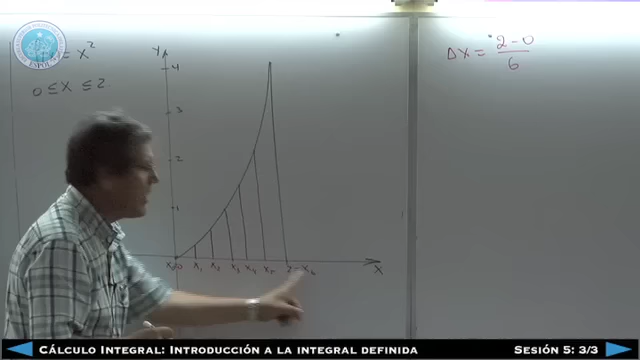 = x²
0 ≤ x ≤ 2
Y
4
3
2
1
x₀ 0 x₁ x₂ x₃ x₄ x₅ 2 = x₆
X
Δx = 2 - 0
6
Cálculo Integral: Introducción a la integral definida
Sesión 5: 3/3